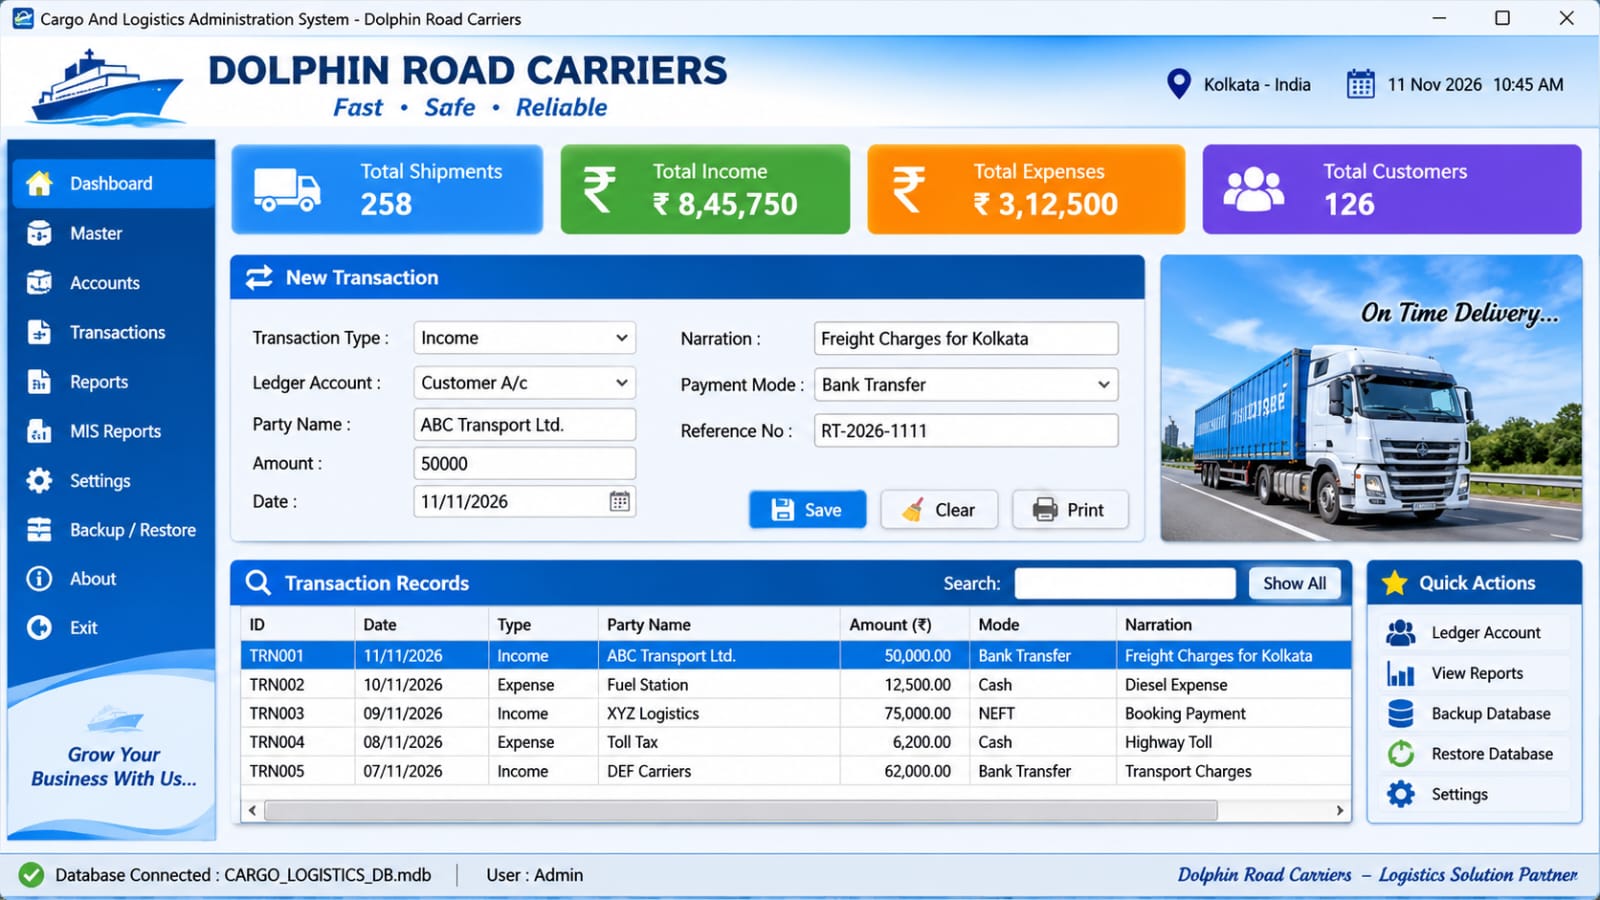 Cargo And Logistics Administration System - Dolphin Road Carriers
DOLPHIN ROAD CARRIERS
Fast • Safe • Reliable
Kolkata - India
11 Nov 2026 10:45 AM
Dashboard
Master
Accounts
Transactions
Reports
MIS Reports
Settings
Backup / Restore
About
Exit
Grow Your
Business With Us...
Total Shipments
258
Total Income
₹ 8,45,750
Total Expenses
₹ 3,12,500
Total Customers
126
New Transaction
Transaction Type : Income
Ledger Account : Customer A/c
Party Name : ABC Transport Ltd.
Amount : 50000
Date : 11/11/2026
Narration : Freight Charges for Kolkata
Payment Mode : Bank Transfer
Reference No : RT-2026-1111
Save Clear Print
On Time Delivery...
Transaction Records Search: Show All
ID Date Type Party Name Amount (₹) Mode Narration
TRN001 11/11/2026 Income ABC Transport Ltd. 50,000.00 Bank Transfer Freight Charges for Kolkata
TRN002 10/11/2026 Expense Fuel Station 12,500.00 Cash Diesel Expense
TRN003 09/11/2026 Income XYZ Logistics 75,000.00 NEFT Booking Payment
TRN004 08/11/2026 Expense Toll Tax 6,200.00 Cash Highway Toll
TRN005 07/11/2026 Income DEF Carriers 62,000.00 Bank Transfer Transport Charges
Quick Actions
Ledger Account
View Reports
Backup Database
Restore Database
Settings
Database Connected : CARGO_LOGISTICS_DB.mdb
User : Admin
Dolphin Road Carriers – Logistics Solution Partner